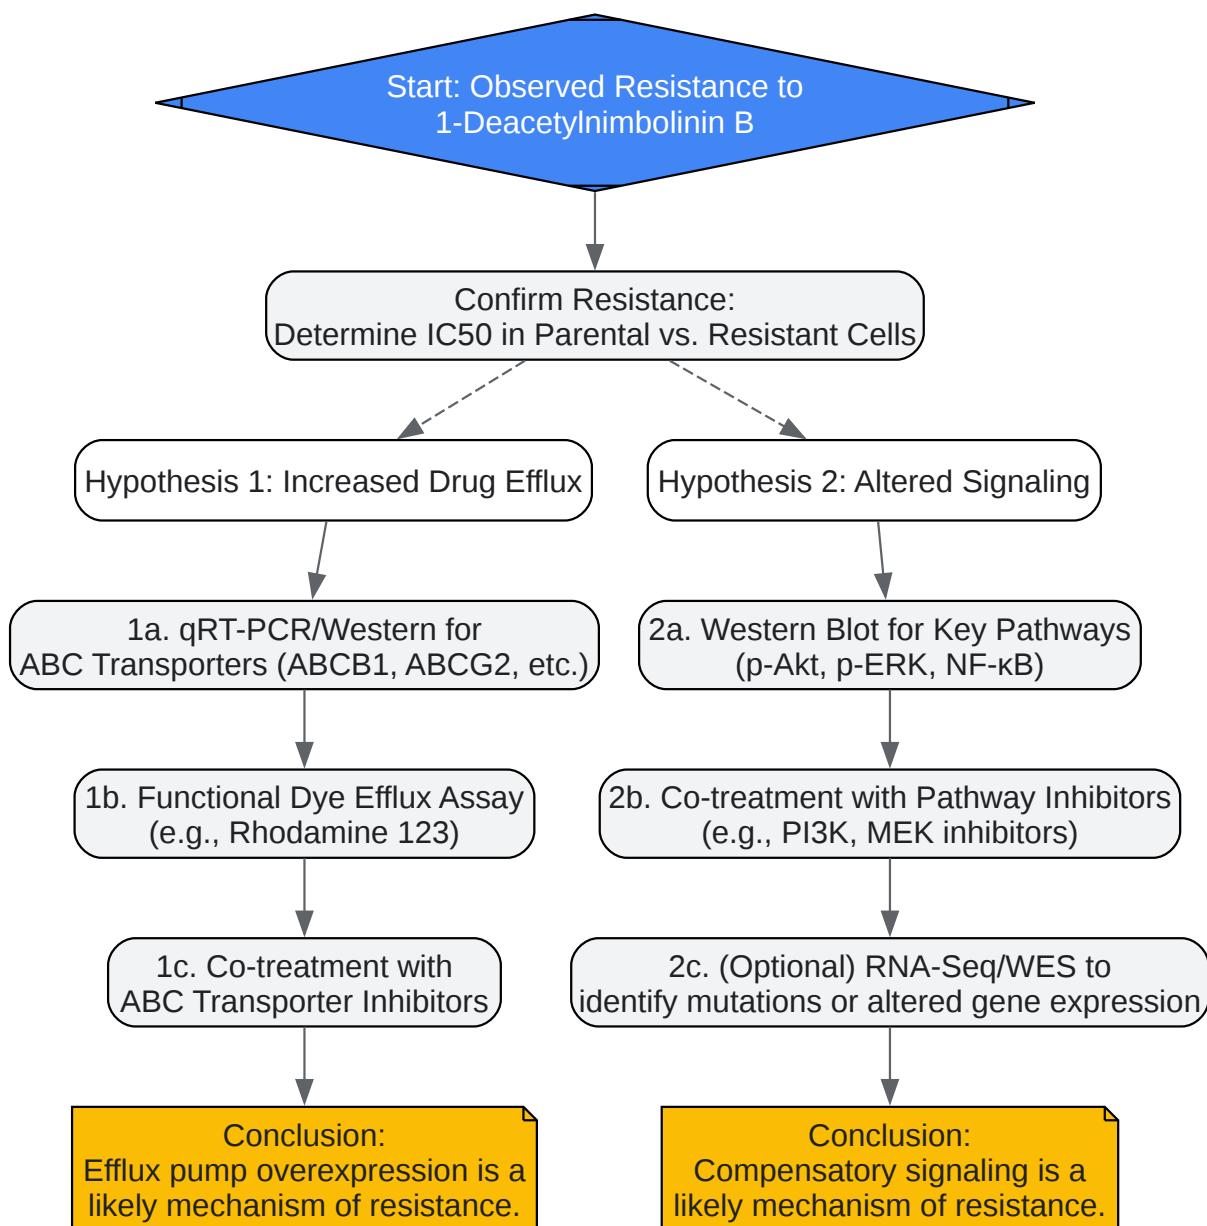 Start: Observed Resistance to
1-Deacetylnimbolinin B
Confirm Resistance:
Determine IC50 in Parental vs. Resistant Cells
Hypothesis 1: Increased Drug Efflux
Hypothesis 2: Altered Signaling
1a. qRT-PCR/Western for
ABC Transporters (ABCB1, ABCG2, etc.)
2a. Western Blot for Key Pathways
(p-Akt, p-ERK, NF-κB)
1b. Functional Dye Efflux Assay
(e.g., Rhodamine 123)
2b. Co-treatment with Pathway Inhibitors
(e.g., PI3K, MEK inhibitors)
1c. Co-treatment with
ABC Transporter Inhibitors
2c. (Optional) RNA-Seq/WES to
identify mutations or altered gene expression
Conclusion:
Efflux pump overexpression is a
likely mechanism of resistance.
Conclusion:
Compensatory signaling is a
likely mechanism of resistance.